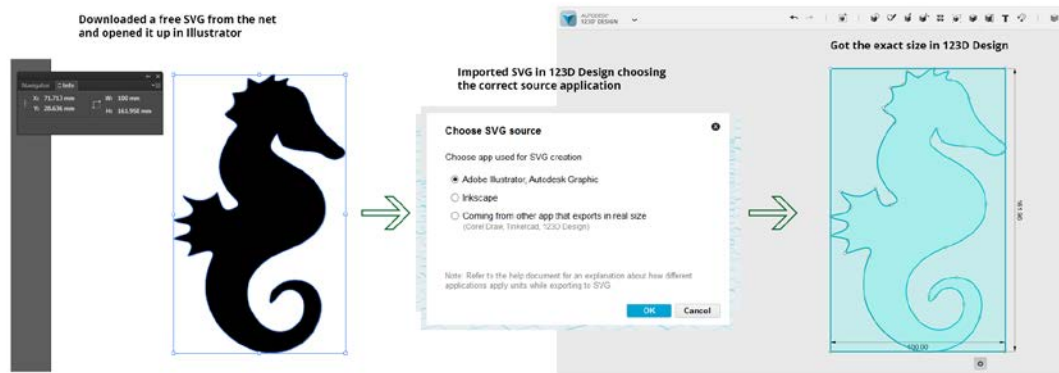 Downloaded a free SVG from the net
and opened it up in Illustrator
Navigator Info
X: 71.713 mm
Y: 28.636 mm
W: 100 mm
H: 161.958 mm
Imported SVG in 123D Design choosing
the correct source application
Choose SVG source
Choose app used for SVG creation
Adobe Illustrator, Autodesk Graphic
Inkscape
Coming from other app that exports in real size
(Corel Draw, Tinkercad, 123D Design)
Note: Refer to the help document for an explanation about how different
applications apply units while exporting to SVG
OK Cancel
AUTODESK
123D DESIGN
T
Got the exact size in 123D Design
161.96
100.00